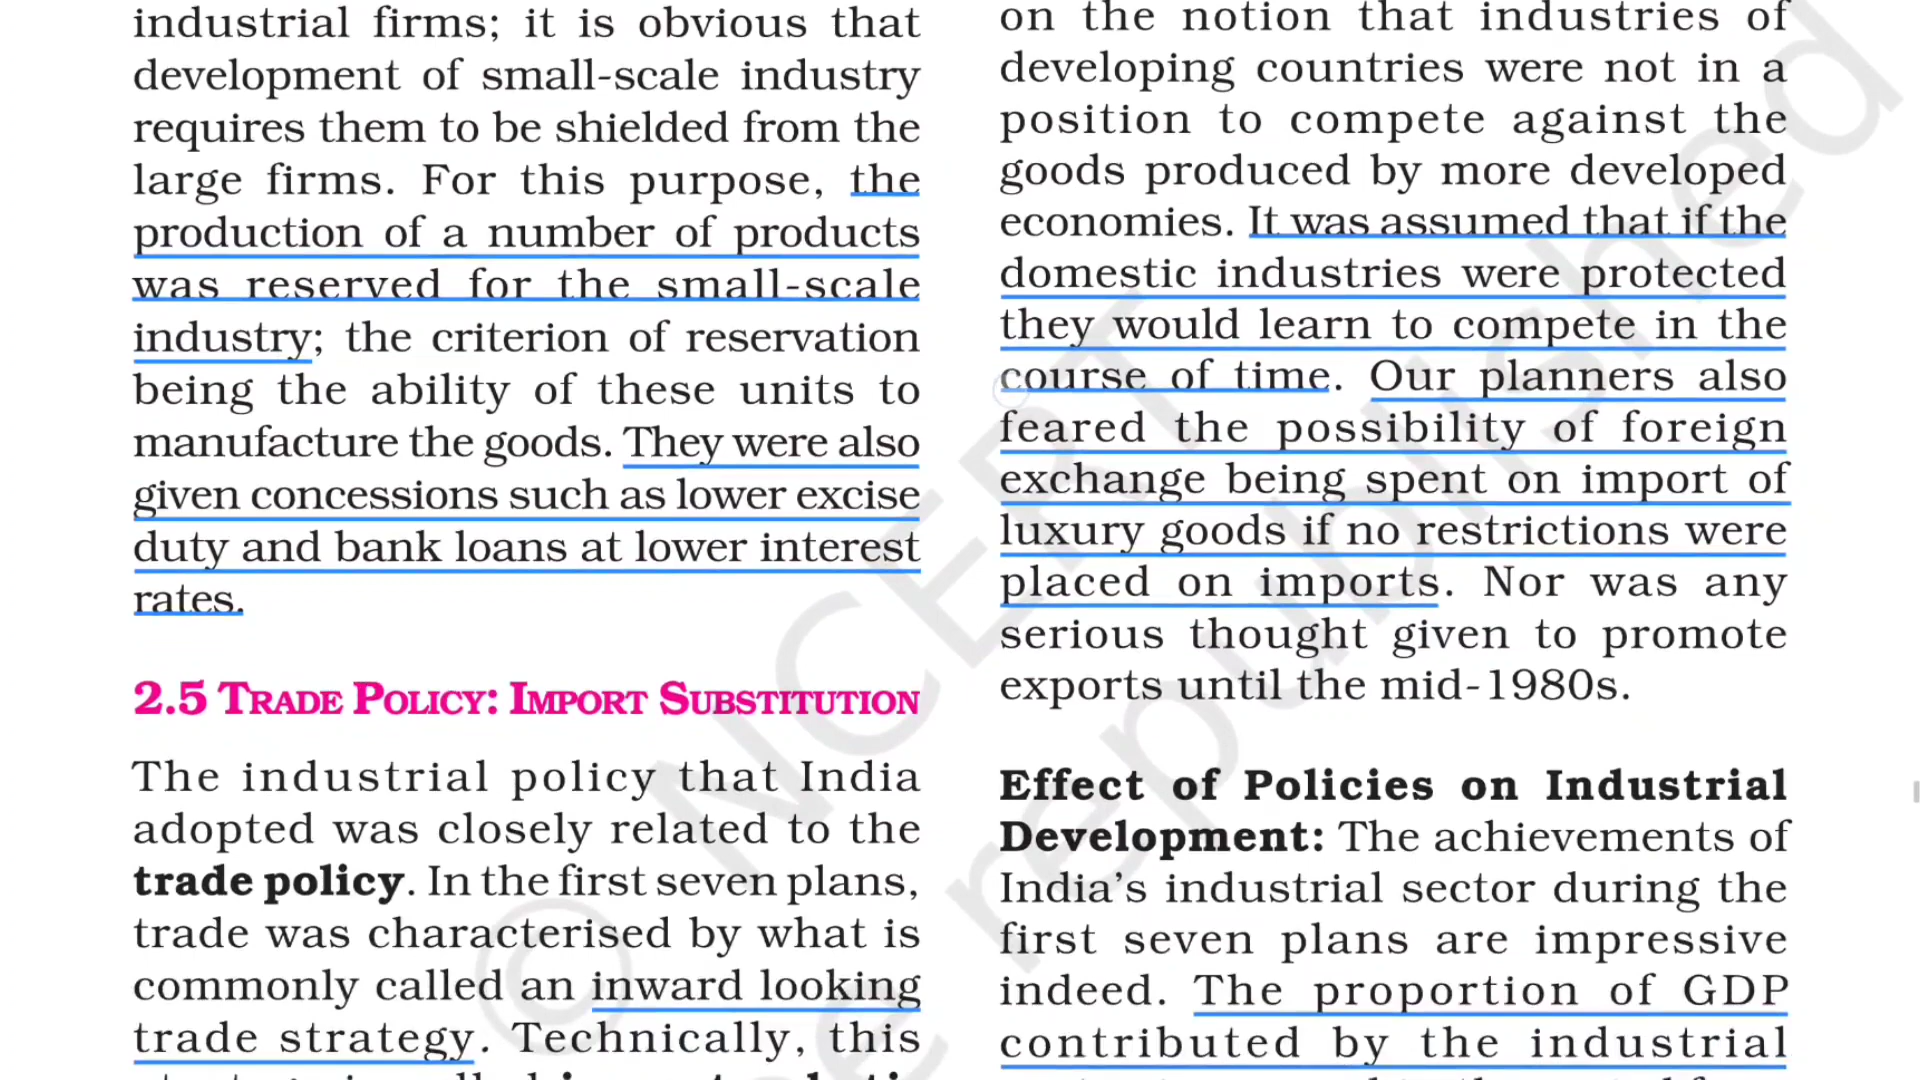 industrial firms; it is obvious that
development of small-scale industry
requires them to be shielded from the
large firms. For this purpose, the
production of a number of products
was reserved for the small-scale
industry; the criterion of reservation
being the ability of these units to
manufacture the goods. They were also
given concessions such as lower excise
duty and bank loans at lower interest
rates.
2.5 TRADE POLICY: IMPORT SUBSTITUTION
The industrial policy that India
adopted was closely related to the
trade policy. In the first seven plans,
trade was characterised by what is
commonly called an inward looking
trade strategy. Technically, this
on the notion that industries of
developing countries were not in a
position to compete against the
goods produced by more developed
economies. It was assumed that if the
domestic industries were protected
they would learn to compete in the
course of time. Our planners also
feared the possibility of foreign
exchange being spent on import of
luxury goods if no restrictions were
placed on imports. Nor was any
serious thought given to promote
exports until the mid-1980s.
Effect of Policies on Industrial
Development: The achievements of
India's industrial sector during the
first seven plans are impressive
indeed. The proportion of GDP
contributed by the industrial
© NCERT
republished